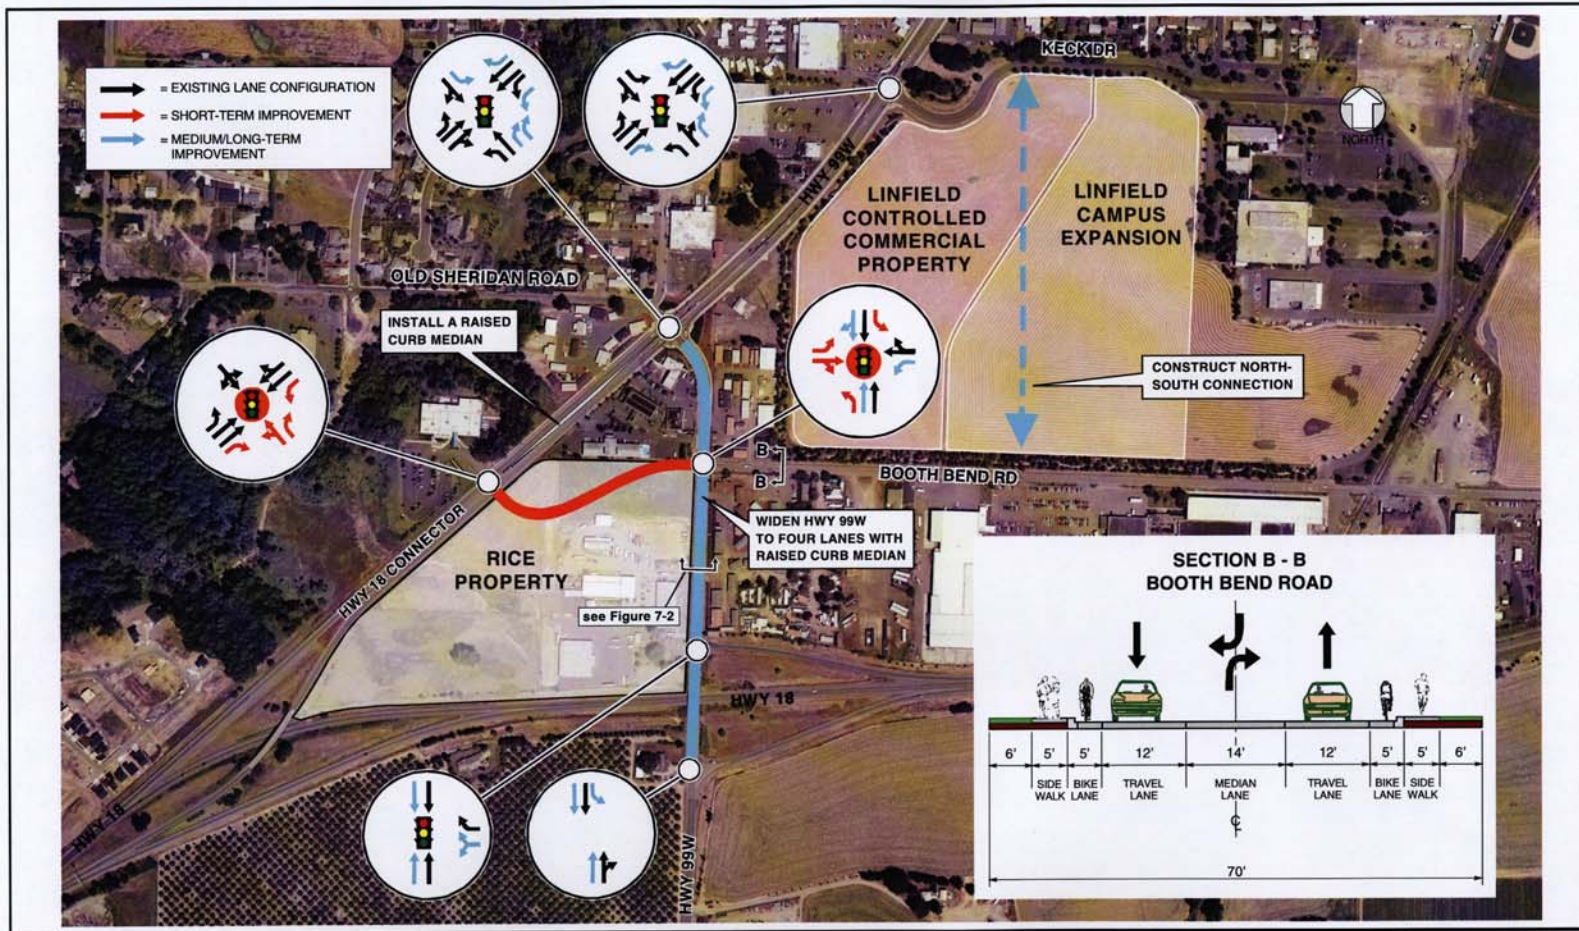 = EXISTING LANE CONFIGURATION
= SHORT-TERM IMPROVEMENT
= MEDIUM/LONG-TERM
IMPROVEMENT
KECK DR
NORTH
HWY 99W
LINFIELD
CONTROLLED
COMMERCIAL
PROPERTY
LINFIELD
CAMPUS
EXPANSION
OLD SHERIDAN ROAD
INSTALL A RAISED
CURB MEDIAN
CONSTRUCT NORTH-
SOUTH CONNECTION
B
B
BOOTH BEND RD
WIDEN HWY 99W
TO FOUR LANES WITH
RAISED CURB MEDIAN
HWY 18 CONNECTOR
RICE
PROPERTY
see Figure 7-2
HWY 18
HWY 18
HWY 99W
SECTION B - B
BOOTH BEND ROAD
6' 5' 5' 12' 14' 12' 5' 5' 6'
SIDE WALK
BIKE LANE
TRAVEL LANE
MEDIAN LANE
TRAVEL LANE
BIKE LANE
SIDE WALK
CL
70'